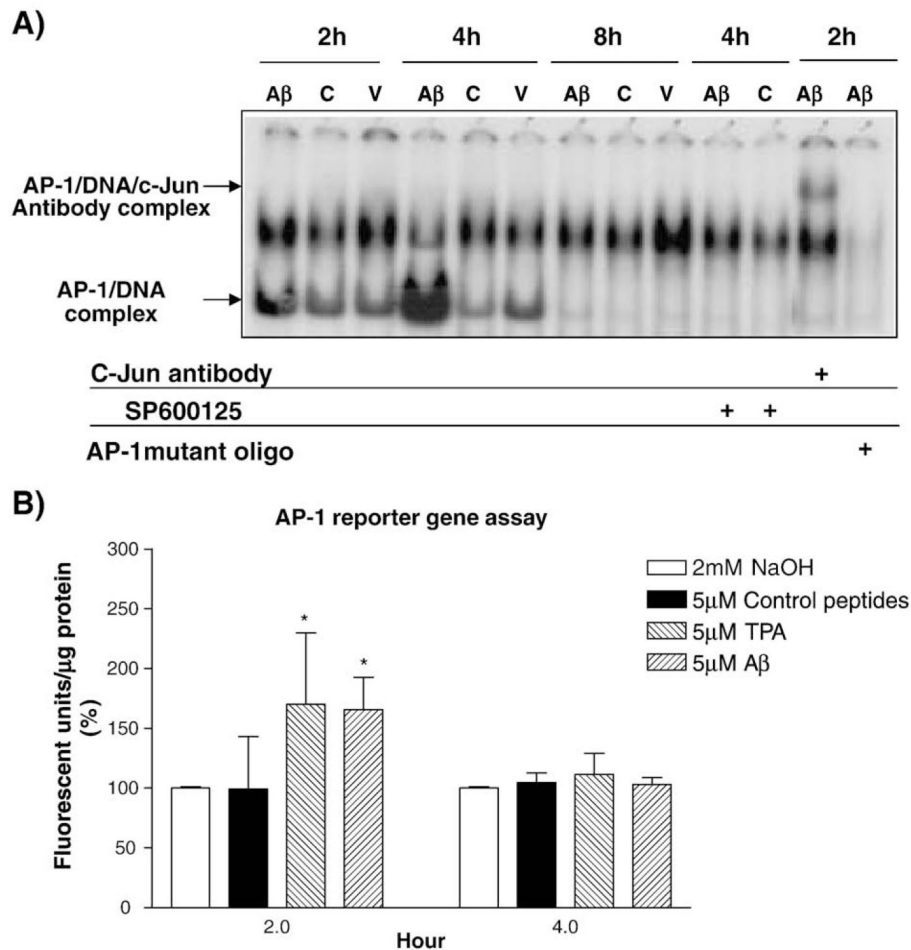 A)
2h 4h 8h 4h 2h
Aβ C V Aβ C V Aβ C V Aβ C Aβ Aβ
AP-1/DNA/c-Jun
Antibody complex
AP-1/DNA
complex
C-Jun antibody +
SP600125 + +
AP-1mutant oligo +
B)
AP-1 reporter gene assay
Fluorescent units/μg protein
(%)
300
250
200
150
100
50
0
* *
2mM NaOH
5μM Control peptides
5μM TPA
5μM Aβ
2.0 4.0
Hour